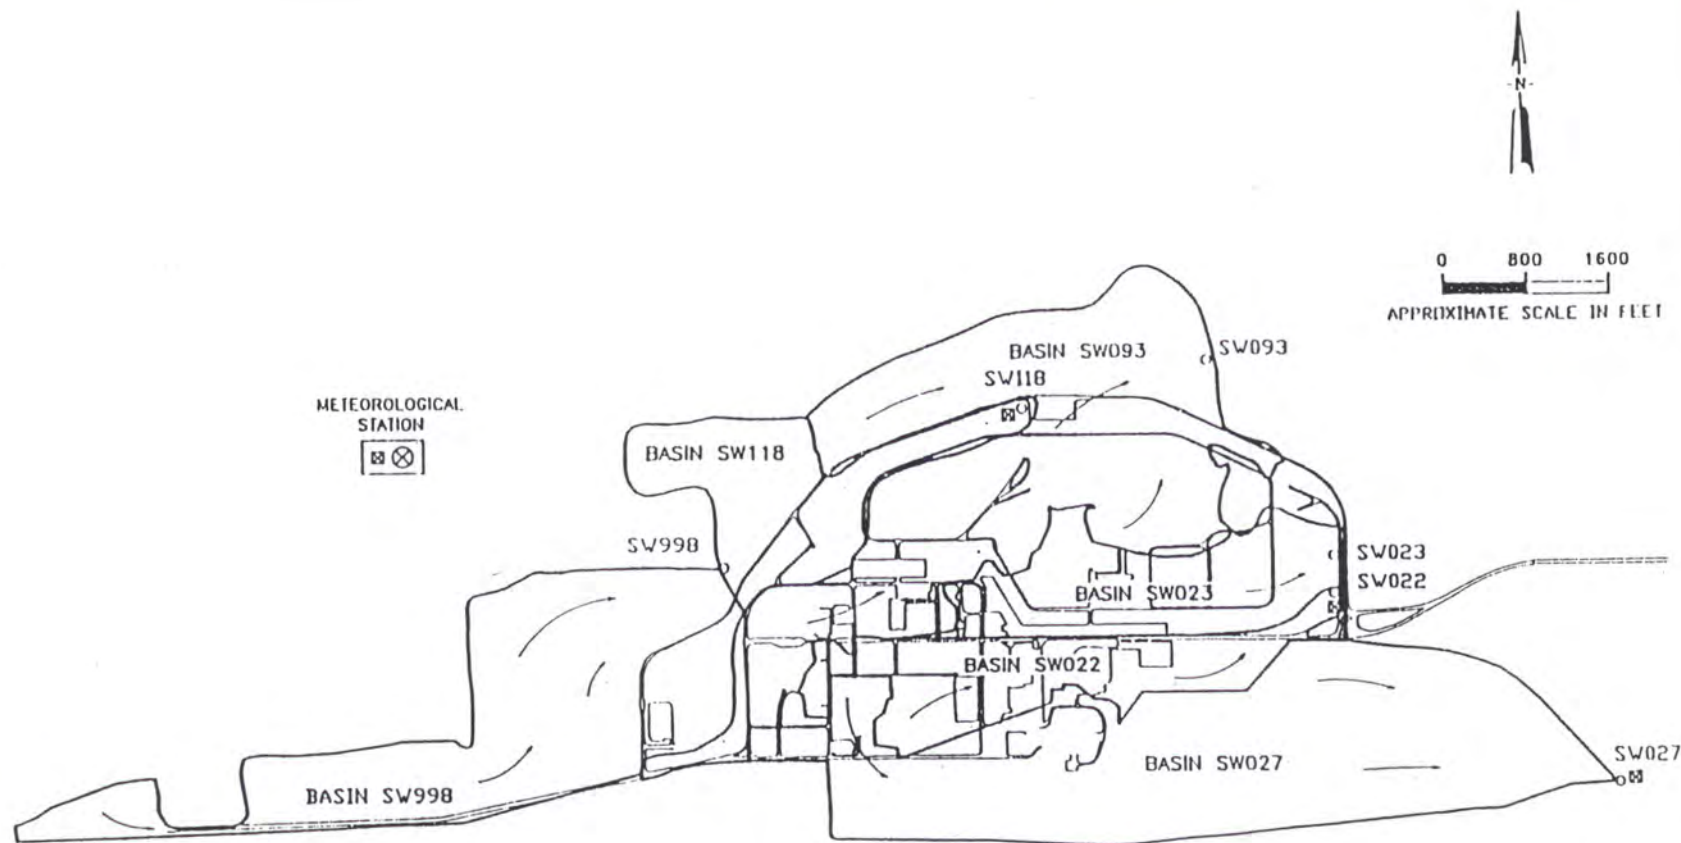 -N-
0 800 1600
APPROXIMATE SCALE IN FEET
BASIN SW093
SW093
SW118
METEOROLOGICAL
STATION
BASIN SW118
SW998
SW023
SW022
BASIN SW023
BASIN SW022
SW027
BASIN SW027
BASIN SW998